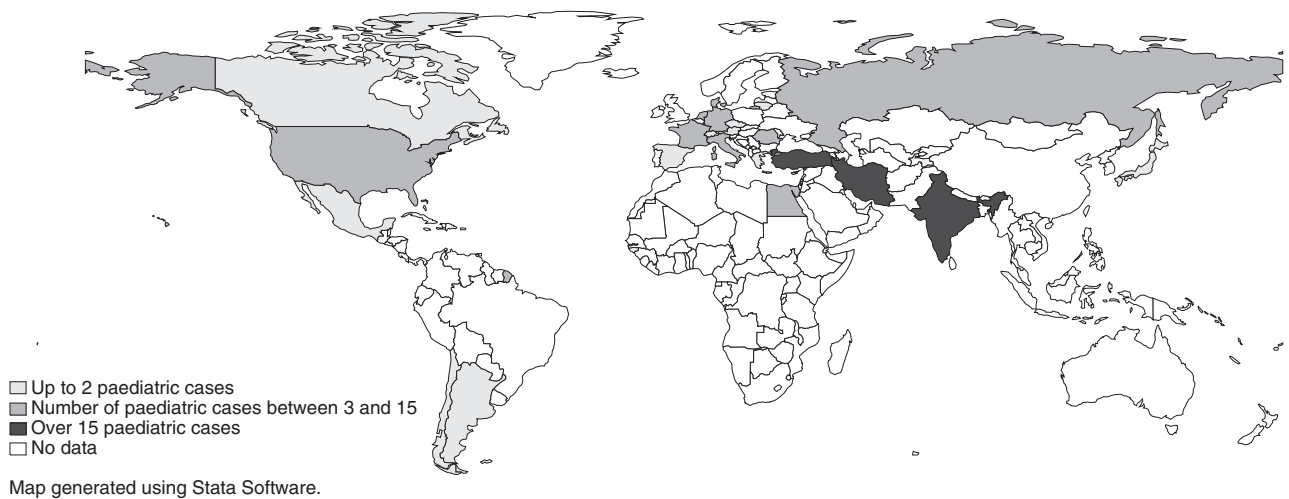 Up to 2 paediatric cases
Number of paediatric cases between 3 and 15
Over 15 paediatric cases
No data
Map generated using Stata Software.